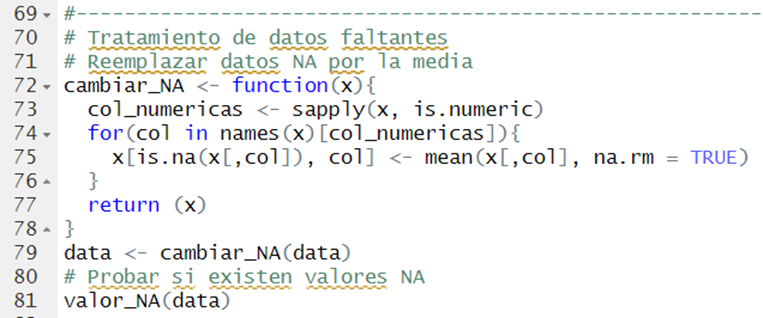 69 #----------------------------------------------------------
70 # Tratamiento de datos faltantes
71 # Reemplazar datos NA por la media
72 cambiar_NA <- function(x){
73   col_numericas <- sapply(x, is.numeric)
74   for(col in names(x)[col_numericas]){
75     x[is.na(x[,col]), col] <- mean(x[,col], na.rm = TRUE)
76   }
77   return (x)
78 }
79 data <- cambiar_NA(data)
80 # Probar si existen valores NA
81 valor_NA(data)